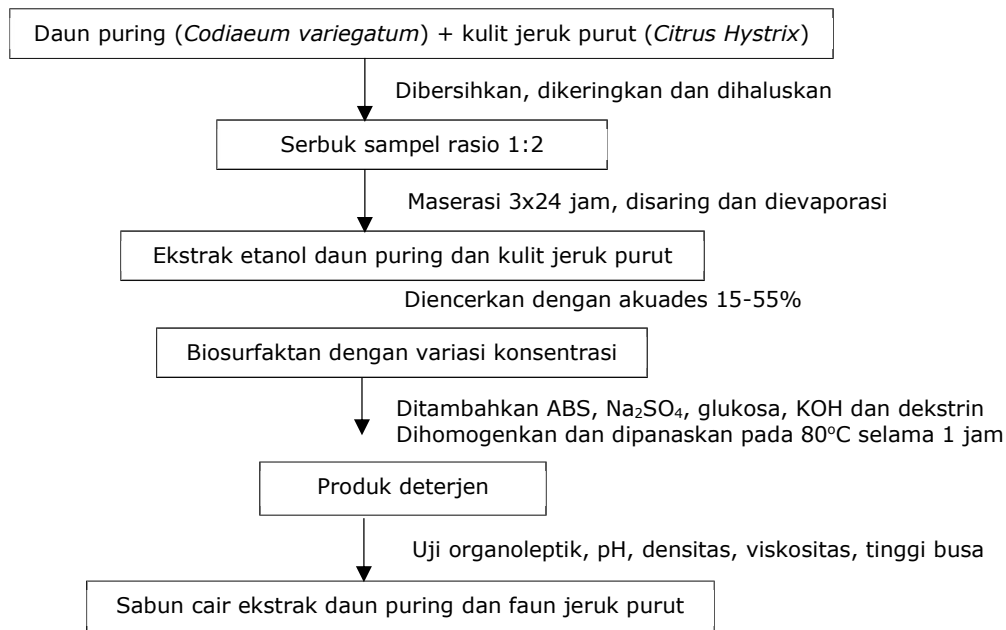 Daun puring (Codiaeum variegatum) + kulit jeruk purut (Citrus Hystrix)
Dibersihkan, dikeringkan dan dihaluskan
Serbuk sampel rasio 1:2
Maserasi 3x24 jam, disaring dan dievaporasi
Ekstrak etanol daun puring dan kulit jeruk purut
Diencerkan dengan akuades 15-55%
Biosurfaktan dengan variasi konsentrasi
Ditambahkan ABS, Na₂SO₄, glukosa, KOH dan dekstrin
Dihomogenkan dan dipanaskan pada 80ºC selama 1 jam
Produk deterjen
Uji organoleptik, pH, densitas, viskositas, tinggi busa
Sabun cair ekstrak daun puring dan faun jeruk purut